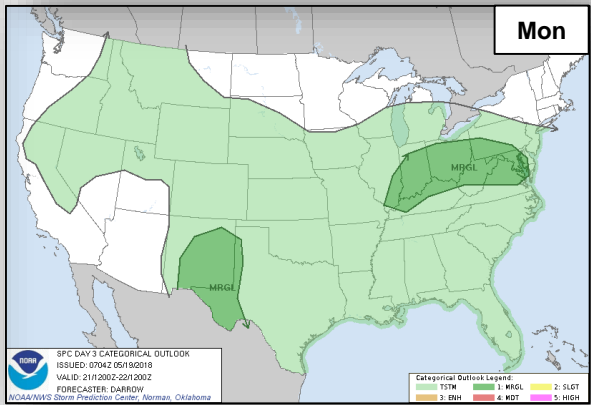 Mon
MRGL
MRGL
SPC DAY 3 CATEGORICAL OUTLOOK
ISSUED: 0704Z 05/19/2018
VALID: 21/1200Z-22/1200Z
FORECASTER: DARROW
NOAA
NOAA/NWS Storm Prediction Center, Norman, Oklahoma
Categorical Outlook Legend:
TSTM 1: MRGL 2: SLGT
3: ENH 4: MDT 5: HIGH